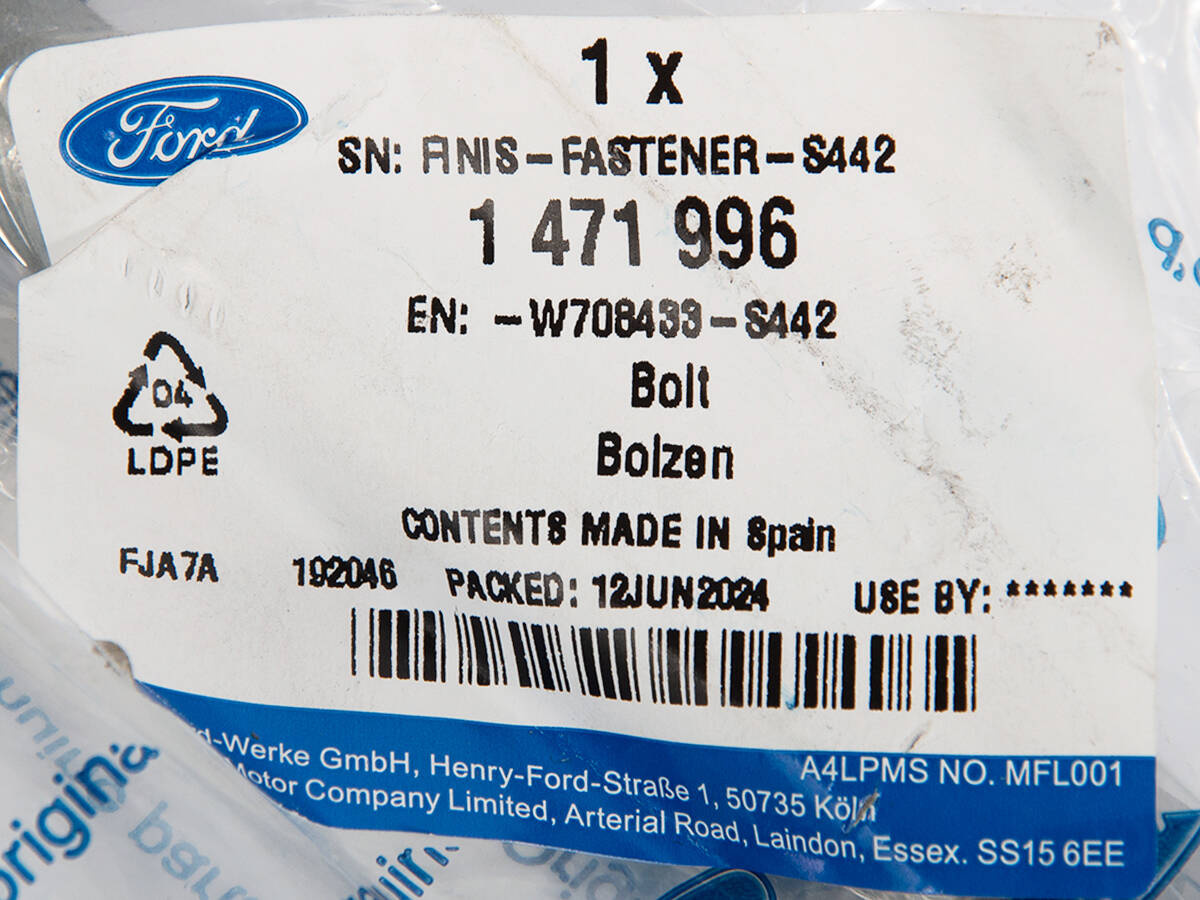 Ford
1 x
SN: FINIS-FASTENER-S442
1 471 996
EN: -W708433-S442
04
LDPE
Bolt
Bolzen
CONTENTS MADE IN Spain
FJA7A 192046 PACKED: 12JUN2024 USE BY: *******
A4LPMS NO. MFL001
d-Werke GmbH, Henry-Ford-Straße 1, 50735 Köln
Motor Company Limited, Arterial Road, Laindon, Essex. SS15 6EE